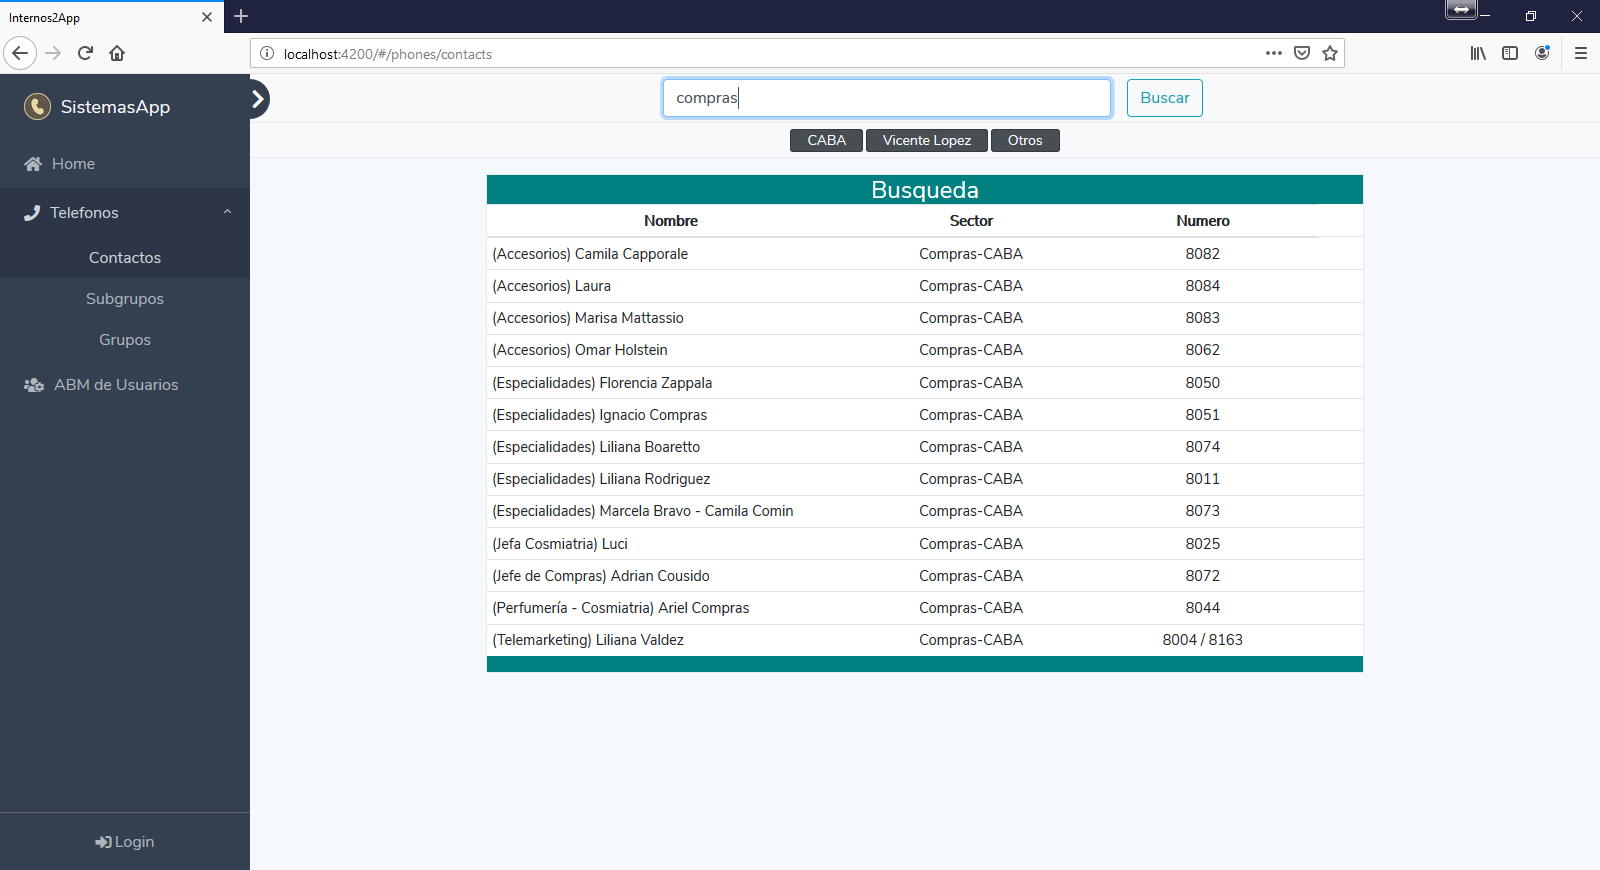 Internos2App
localhost:4200/#/phones/contacts
SistemasApp
Home
Telefonos
Contactos
Subgrupos
Grupos
ABM de Usuarios
Login
compras
Buscar
CABA Vicente Lopez Otros
Busqueda
Nombre Sector Numero
(Accesorios) Camila Capporale Compras-CABA 8082
(Accesorios) Laura Compras-CABA 8084
(Accesorios) Marisa Mattassio Compras-CABA 8083
(Accesorios) Omar Holstein Compras-CABA 8062
(Especialidades) Florencia Zappala Compras-CABA 8050
(Especialidades) Ignacio Compras Compras-CABA 8051
(Especialidades) Liliana Boaretto Compras-CABA 8074
(Especialidades) Liliana Rodriguez Compras-CABA 8011
(Especialidades) Marcela Bravo - Camila Comin Compras-CABA 8073
(Jefa Cosmiatria) Luci Compras-CABA 8025
(Jefe de Compras) Adrian Cousido Compras-CABA 8072
(Perfumería - Cosmiatria) Ariel Compras Compras-CABA 8044
(Telemarketing) Liliana Valdez Compras-CABA 8004 / 8163